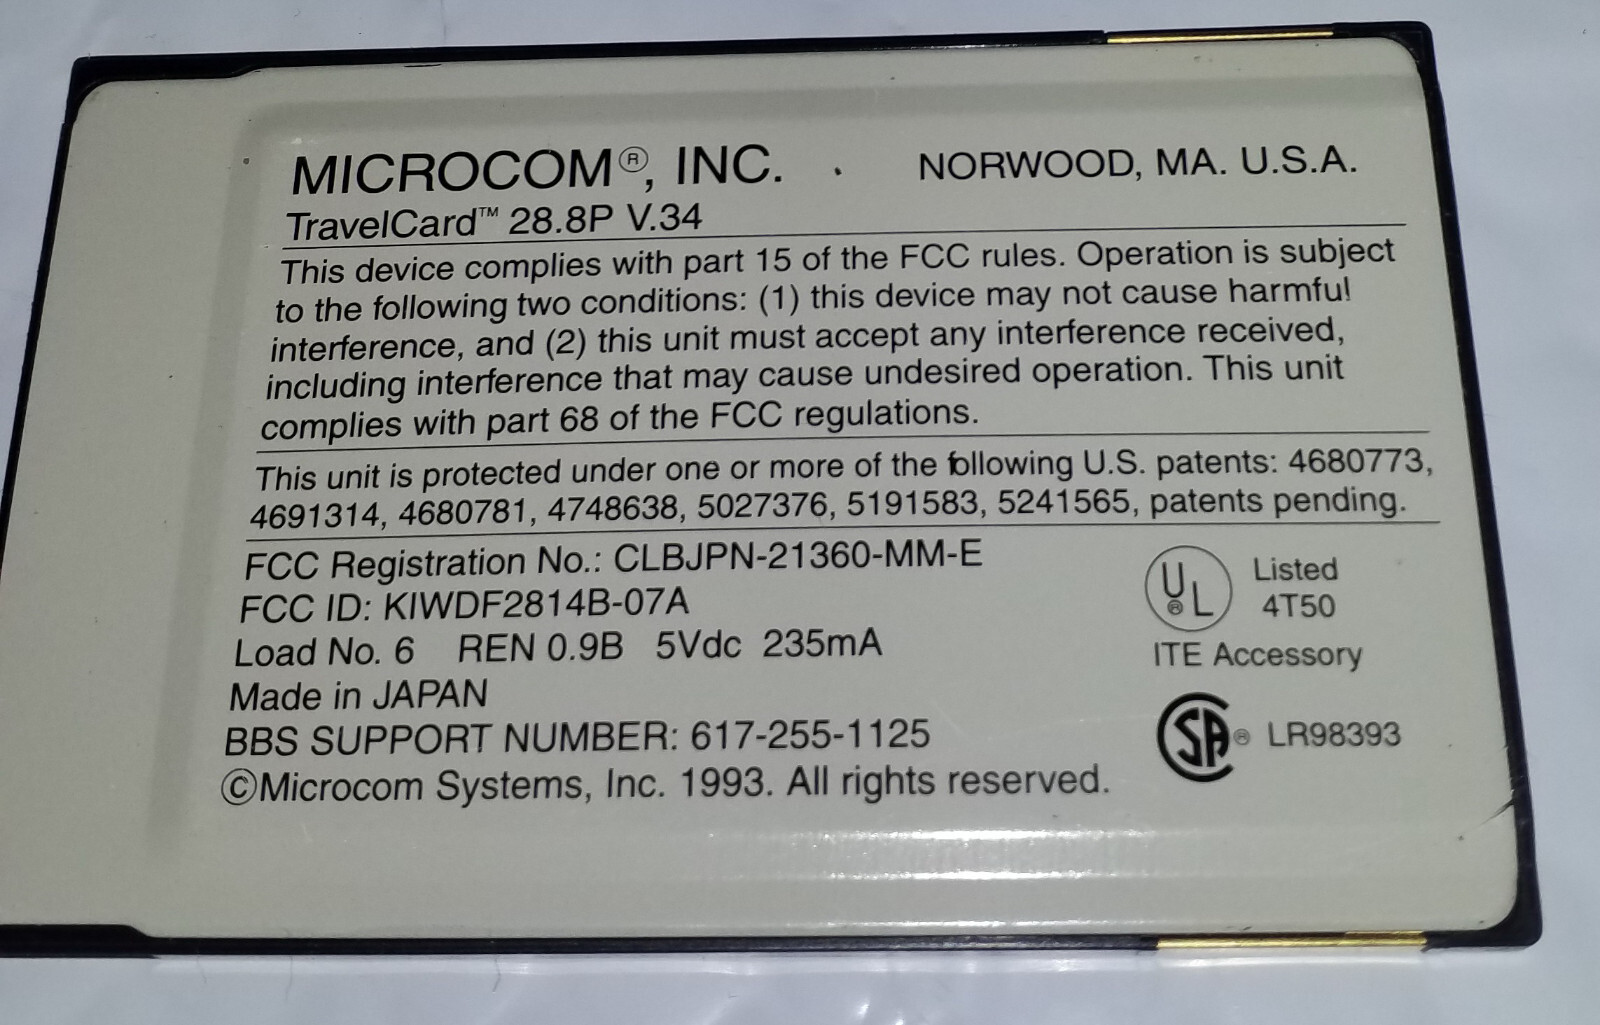 MICROCOM®, INC. . NORWOOD, MA. U.S.A.
TravelCard™ 28.8P V.34
This device complies with part 15 of the FCC rules. Operation is subject
to the following two conditions: (1) this device may not cause harmful
interference, and (2) this unit must accept any interference received,
including interference that may cause undesired operation. This unit
complies with part 68 of the FCC regulations.
This unit is protected under one or more of the following U.S. patents: 4680773,
4691314, 4680781, 4748638, 5027376, 5191583, 5241565, patents pending.
FCC Registration No.: CLBJPN-21360-MM-E
FCC ID: KIWDF2814B-07A
Load No. 6 REN 0.9B 5Vdc 235mA
Made in JAPAN
BBS SUPPORT NUMBER: 617-255-1125
©Microcom Systems, Inc. 1993. All rights reserved.
UL® Listed
4T50
ITE Accessory
SA® LR98393